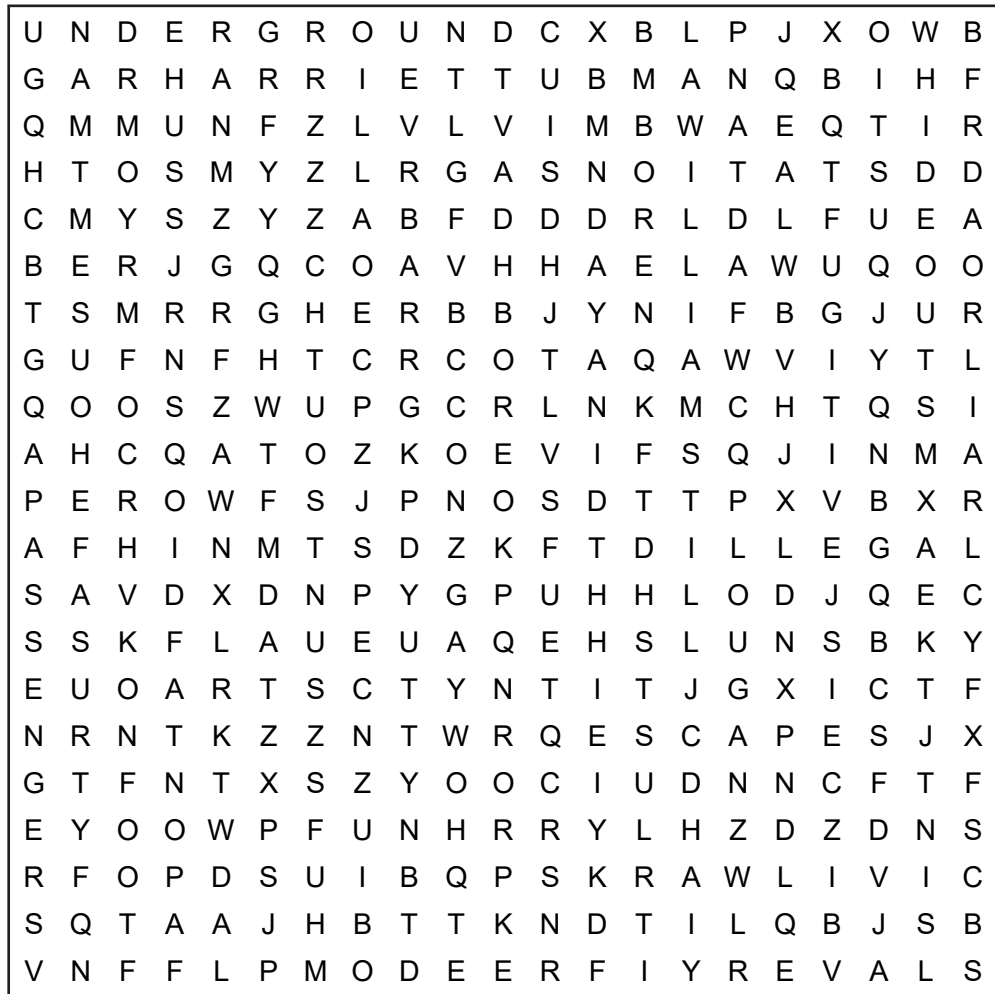 U N D E R G R O U N D C X B L P J X O W B
G A R H A R R I E T T U B M A N Q B I H F
Q M M U N F Z L V L V I M B W A E Q T I R
H T O S M Y Z L R G A S N O I T A T S D D
C M Y S Z Y Z A B F D D D R L D L F U E A
B E R J G Q C O A V H H A E L A W U Q O O
T S M R R G H E R B B J Y N I F B G J U R
G U F N F H T C R C O T A Q A W V I Y T L
Q O O S Z W U P G C R L N K M C H T Q S I
A H C Q A T O Z K O E V I F S Q J I N M A
P E R O W F S J P N O S D T T P X V B X R
A F H I N M T S D Z K F T D I L L E G A L
S A V D X D N P Y G P U H H L O D J Q E C
S S K F L A U E U A Q E H S L U N S B K Y
E U O A R T S C T Y N T I T J G X I C T F
N R N T K Z Z N T W R Q E S C A P E S J X
G T F N T X S Z Y O O C I U D N N C F T F
E Y O O W P F U N H R R Y L H Z D Z D N S
R F O P D S U I B Q P S K R A W L I V I C
S Q T A A J H B T T K N D T I L Q B J S B
V N F F L P M O D E E R F I Y R E V A L S